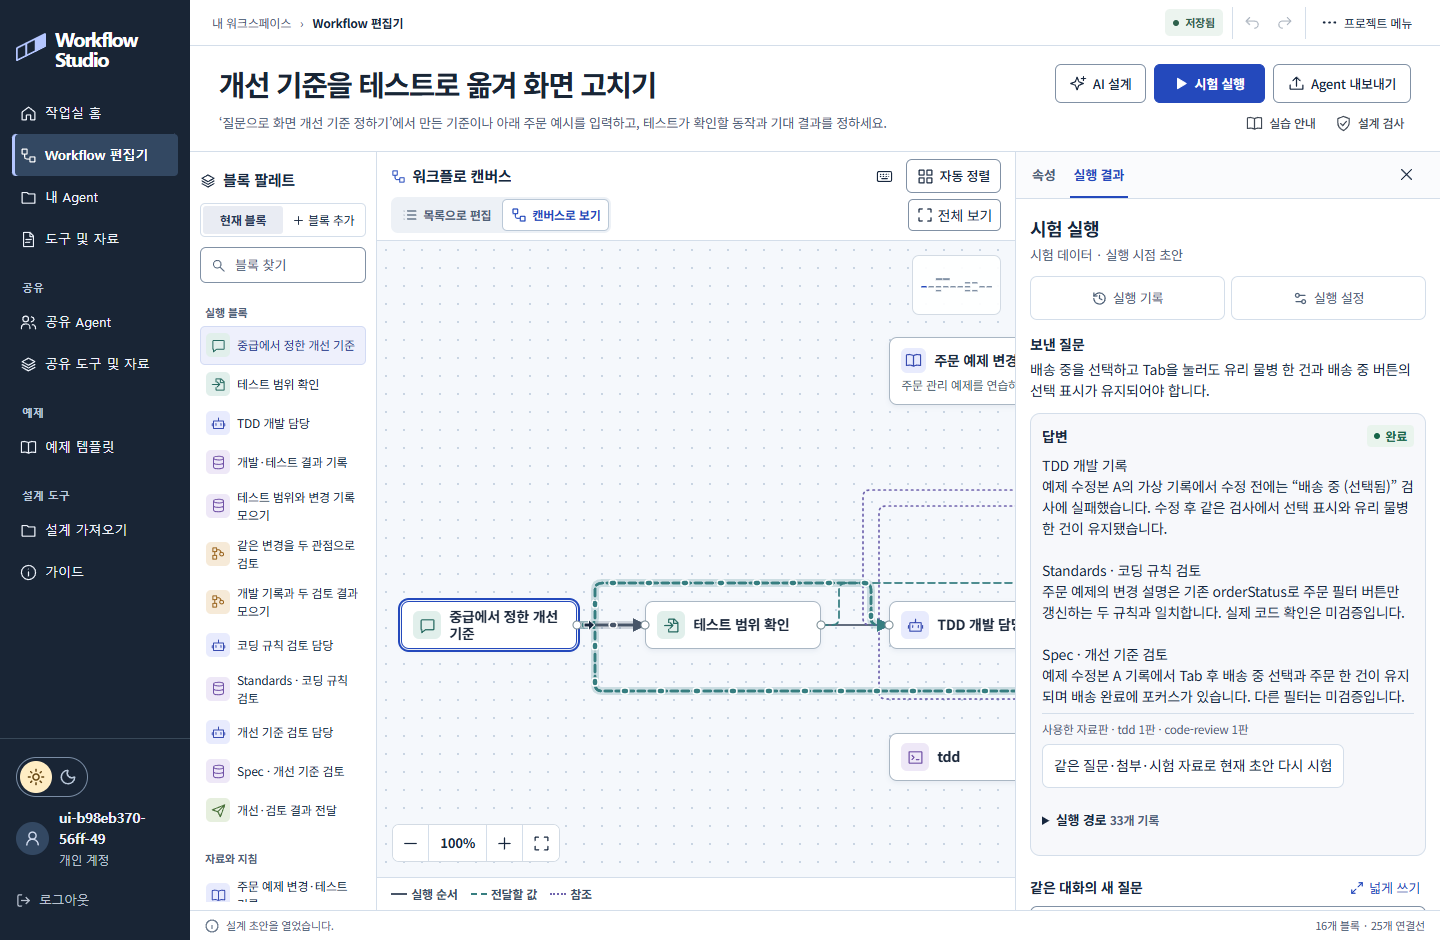 Workflow Studio
작업실 홈
Workflow 편집기
내 Agent
도구 및 자료
공유
공유 Agent
공유 도구 및 자료
예제
예제 템플릿
설계 도구
설계 가져오기
가이드
ui-b98eb370-
56ff-49
개인 계정
로그아웃
내 워크스페이스 › Workflow 편집기
저장됨
프로젝트 메뉴
개선 기준을 테스트로 옮겨 화면 고치기
‘질문으로 화면 개선 기준 정하기’에서 만든 기준이나 아래 주문 예시를 입력하고, 테스트가 확인할 동작과 기대 결과를 정하세요.
AI 설계
시험 실행
Agent 내보내기
실습 안내
설계 검사
블록 팔레트
현재 블록
블록 추가
블록 찾기
실행 블록
중급에서 정한 개선 기준
테스트 범위 확인
TDD 개발 담당
개발·테스트 결과 기록
테스트 범위와 변경 기록
모으기
같은 변경을 두 관점으로
검토
개발 기록과 두 검토 결과
모으기
코딩 규칙 검토 담당
Standards · 코딩 규칙
검토
개선 기준 검토 담당
Spec · 개선 기준 검토
개선·검토 결과 전달
자료와 지침
주문 예제 변경·테스트
워크플로 캔버스
자동 정렬
목록으로 편집
캔버스로 보기
전체 보기
주문 예제 변경
주문 관리 예제를 연습하
중급에서 정한 개선
기준
테스트 범위 확인
TDD 개발 담당
tdd
100%
실행 순서
전달할 값
참조
속성
실행 결과
시험 실행
시험 데이터 · 실행 시점 초안
실행 기록
실행 설정
보낸 질문
배송 중을 선택하고 Tab을 눌러도 유리 물병 한 건과 배송 중 버튼의
선택 표시가 유지되어야 합니다.
답변
완료
TDD 개발 기록
예제 수정본 A의 가상 기록에서 수정 전에는 “배송 중 (선택됨)” 검
사에 실패했습니다. 수정 후 같은 검사에서 선택 표시와 유리 물병
한 건이 유지됐습니다.
Standards · 코딩 규칙 검토
주문 예제의 변경 설명은 기존 orderStatus로 주문 필터 버튼만
갱신하는 두 규칙과 일치합니다. 실제 코드 확인은 미검증입니다.
Spec · 개선 기준 검토
예제 수정본 A 기록에서 Tab 후 배송 중 선택과 주문 한 건이 유지
되며 배송 완료에 포커스가 있습니다. 다른 필터는 미검증입니다.
사용한 자료판 · tdd 1판 · code-review 1판
같은 질문·첨부·시험 자료로 현재 초안 다시 시험
실행 경로 33개 기록
같은 대화의 새 질문
넓게 쓰기
설계 초안을 열었습니다.
16개 블록 · 25개 연결선